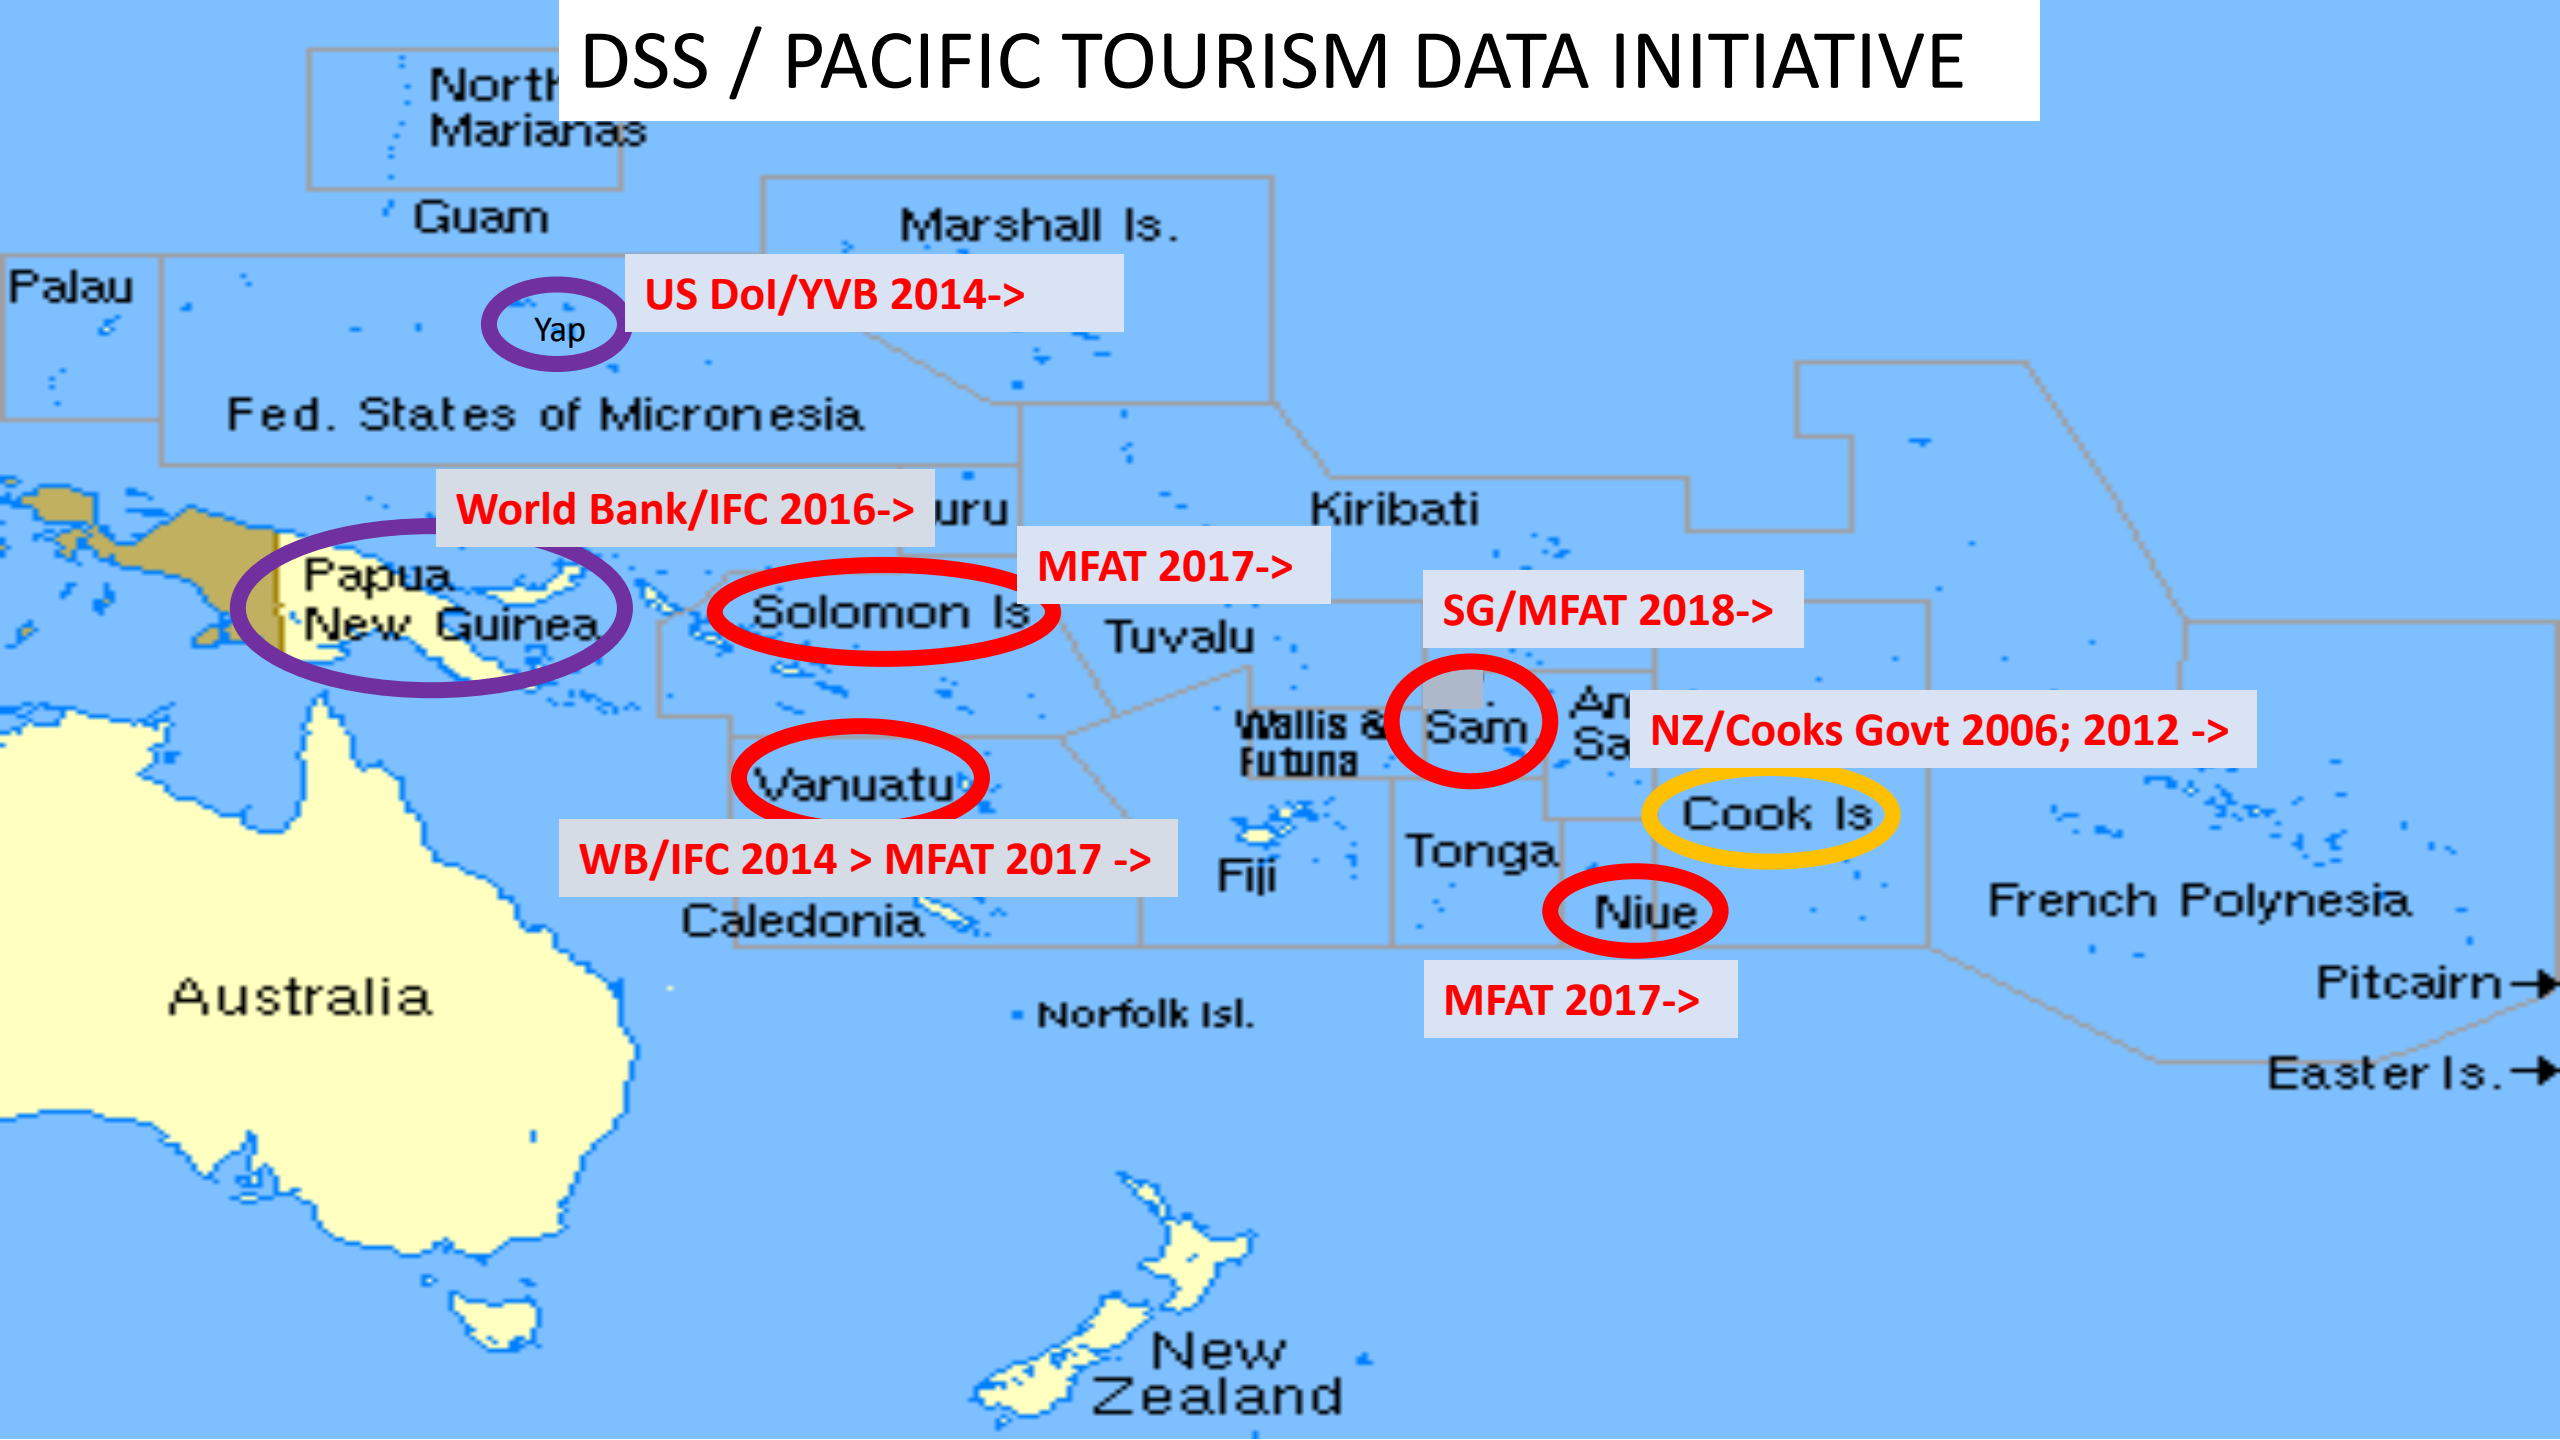 DSS / PACIFIC TOURISM DATA INITIATIVE
Marianas
Guam
Marshall Is.
Palau
US DoI/YVB 2014->
Yap
Fed. States of Micronesia
World Bank/IFC 2016->
Kiribati
MFAT 2017->
Papua
New Guinea
Solomon Is
SG/MFAT 2018->
Tuvalu
Wallis &
Futuna
Sam
NZ/Cooks Govt 2006; 2012 ->
Vanuatu
Cook Is
WB/IFC 2014 > MFAT 2017 ->
Fiji
Tonga
Niue
French Polynesia
Caledonia
Australia
MFAT 2017->
Norfolk Isl.
Pitcairn
Easter Is.
New
Zealand